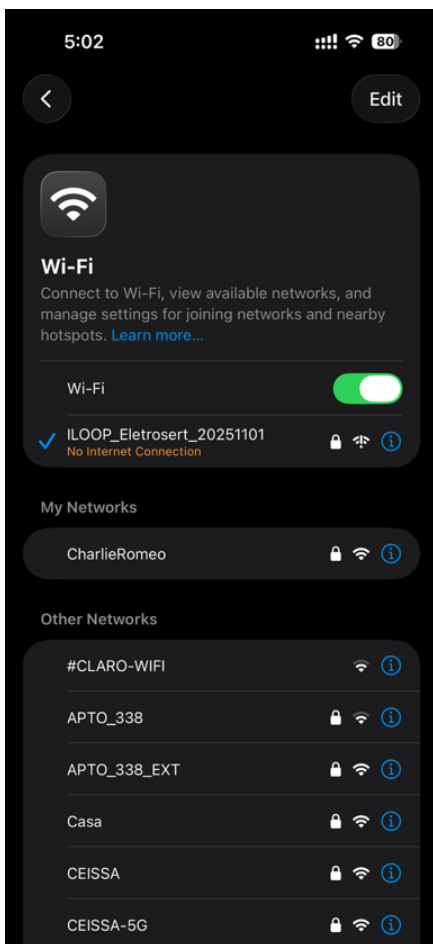 5:02
80
Edit
Wi-Fi
Connect to Wi-Fi, view available networks, and
manage settings for joining networks and nearby
hotspots. Learn more...
Wi-Fi
ILOOP_Eletrosert_20251101
No Internet Connection
My Networks
CharlieRomeo
Other Networks
#CLARO-WIFI
APTO_338
APTO_338_EXT
Casa
CEISSA
CEISSA-5G